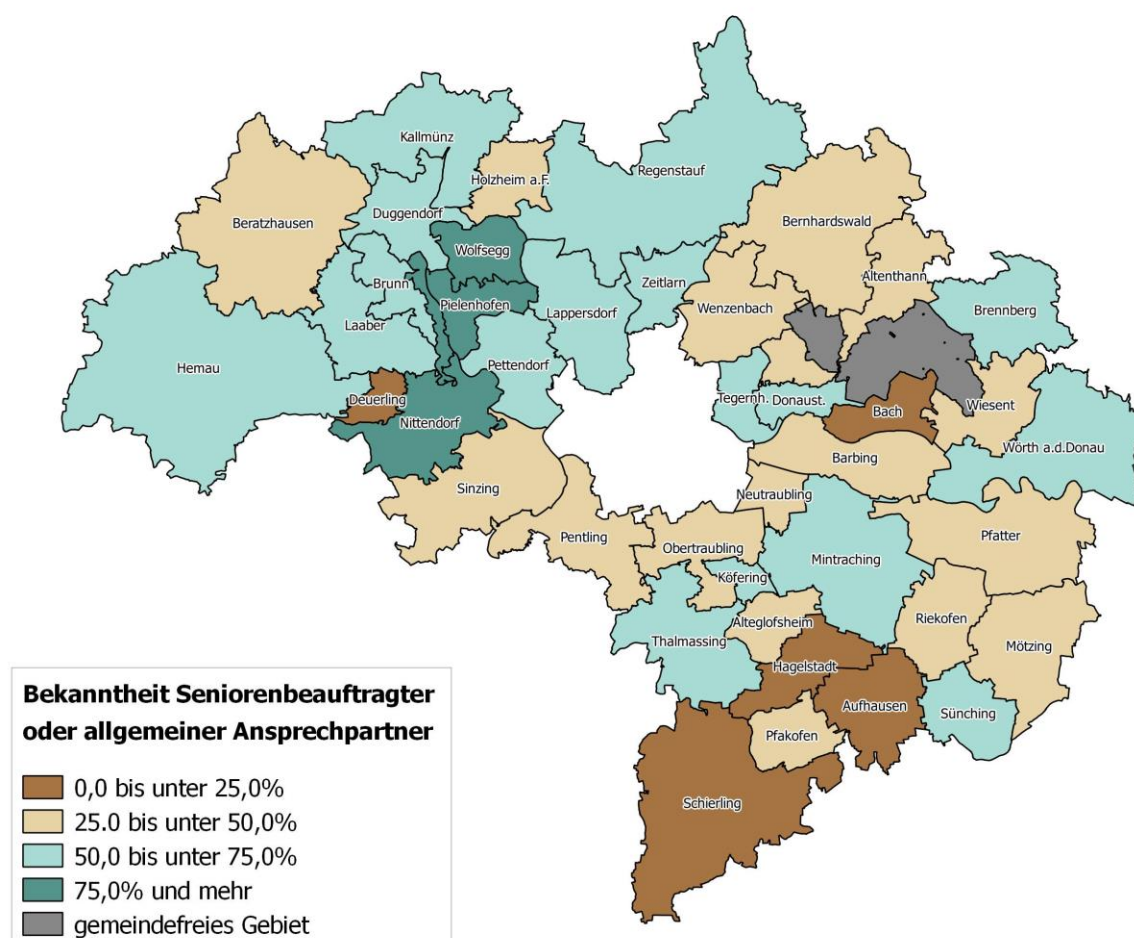 Kallmünz
Regenstauf
Holzheim a.F.
Beratzhausen
Duggendorf
Bernhardswald
Wolfsegg
Altenthann
Brunn
Zeitlarn
Pielenhofen
Wenzenbach
Brennberg
Laaber
Lappersdorf
Hemau
Pettendorf
Deuerling
Tegernh.
Donaust.
Bach
Wiesent
Nittendorf
Wörth a.d.Donau
Barbing
Sinzing
Neutraubling
Pentling
Pfatter
Obertraubling
Mintraching
Köfering
Riekofen
Alteglofsheim
Thalmassing
Mötzing
Hagelstadt
Aufhausen
Sünching
Pfakofen
Schierling
Bekanntheit Seniorenbeauftragter
oder allgemeiner Ansprechpartner
0,0 bis unter 25,0%
25.0 bis unter 50,0%
50,0 bis unter 75,0%
75,0% und mehr
gemeindefreies Gebiet